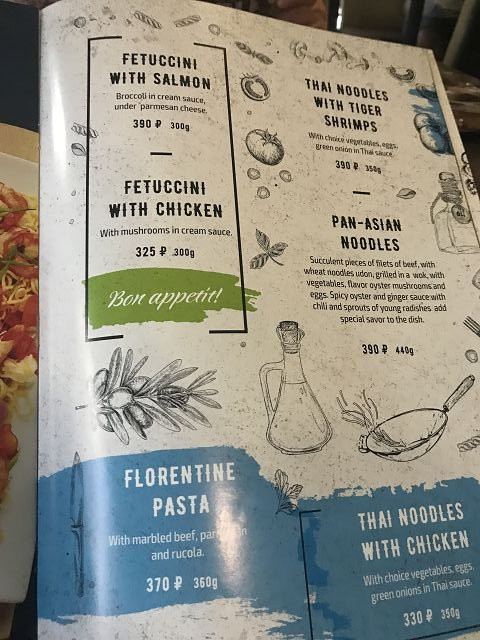 FETUCCINI
WITH SALMON
Broccoli in cream sauce,
under parmesan cheese.
390 ₽ 300g
FETUCCINI
WITH CHICKEN
With mushrooms in cream sauce.
325 ₽ 300g
Bon appetit!
FLORENTINE
PASTA
With marbled beef,
and rucola.
370 ₽ 360g
THAI NOODLES
WITH TIGER
SHRIMPS
With choice vegetables, eggs,
green onion in Thai sauce.
390 ₽ 350g
PAN-ASIAN
NOODLES
Succulent pieces of filets of beef, with
wheat noodles udon, grilled in a wok, with
vegetables, flavor oyster mushrooms and
eggs. Spicy oyster and ginger sauce with
chili and sprouts of young radishes add
special savor to the dish.
390 ₽ 440g
THAI NOODLES
WITH CHICKEN
With choice vegetables, eggs,
green onions in Thai sauce.
330 ₽ 350g